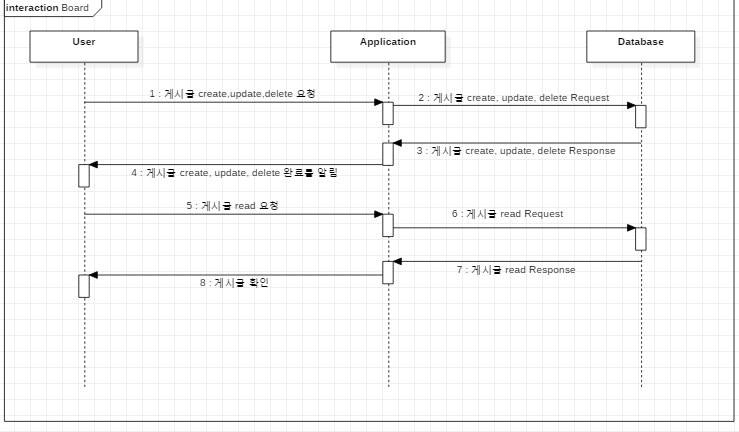 interaction Board
User
Application
Database
1 : 게시글 create,update,delete 요청
2 : 게시글 create, update, delete Request
3 : 게시글 create, update, delete Response
4 : 게시글 create, update, delete 완료를 알림
5 : 게시글 read 요청
6 : 게시글 read Request
7 : 게시글 read Response
8 : 게시글 확인